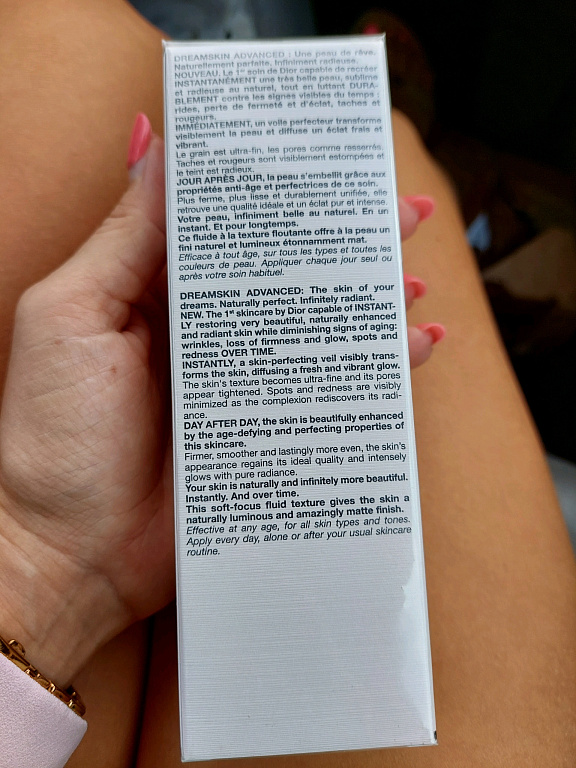 DREAMSKIN ADVANCED : Une peau de rêve.
Naturellement parfaite. Infiniment radieuse.
NOUVEAU. Le 1er soin de Dior capable de recréer
INSTANTANÉMENT une très belle peau, sublime
et radieuse au naturel, tout en luttant DURA-
BLEMENT contre les signes visibles du temps :
rides, perte de fermeté et d'éclat, taches et
rougeurs.
IMMÉDIATEMENT, un voile perfecteur transforme
visiblement la peau et diffuse un éclat frais et
vibrant.
Le grain est ultra-fin, les pores comme resserrés.
Taches et rougeurs sont visiblement estompées et
le teint est radieux.
JOUR APRÈS JOUR, la peau s'embellit grâce aux
propriétés anti-âge et perfectrices de ce soin.
Plus ferme, plus lisse et durablement unifiée, elle
retrouve une qualité idéale et un éclat pur et intense.
Votre peau, infiniment belle au naturel. En un
instant. Et pour longtemps.
Ce fluide à la texture floutante offre à la peau un
fini naturel et lumineux étonnamment mat.
Efficace à tout âge, sur tous les types et toutes les
couleurs de peau. Appliquer chaque jour seul ou
après votre soin habituel.
DREAMSKIN ADVANCED: The skin of your
dreams. Naturally perfect. Infinitely radiant.
NEW. The 1st skincare by Dior capable of INSTANT-
LY restoring very beautiful, naturally enhanced
and radiant skin while diminishing signs of aging:
wrinkles, loss of firmness and glow, spots and
redness OVER TIME.
INSTANTLY, a skin-perfecting veil visibly trans-
forms the skin, diffusing a fresh and vibrant glow.
The skin's texture becomes ultra-fine and its pores
appear tightened. Spots and redness are visibly
minimized as the complexion rediscovers its radi-
ance.
DAY AFTER DAY, the skin is beautifully enhanced
by the age-defying and perfecting properties of
this skincare.
Firmer, smoother and lastingly more even, the skin's
appearance regains its ideal quality and intensely
glows with pure radiance.
Your skin is naturally and infinitely more beautiful.
Instantly. And over time.
This soft-focus fluid texture gives the skin a
naturally luminous and amazingly matte finish.
Effective at any age, for all skin types and tones.
Apply every day, alone or after your usual skincare
routine.